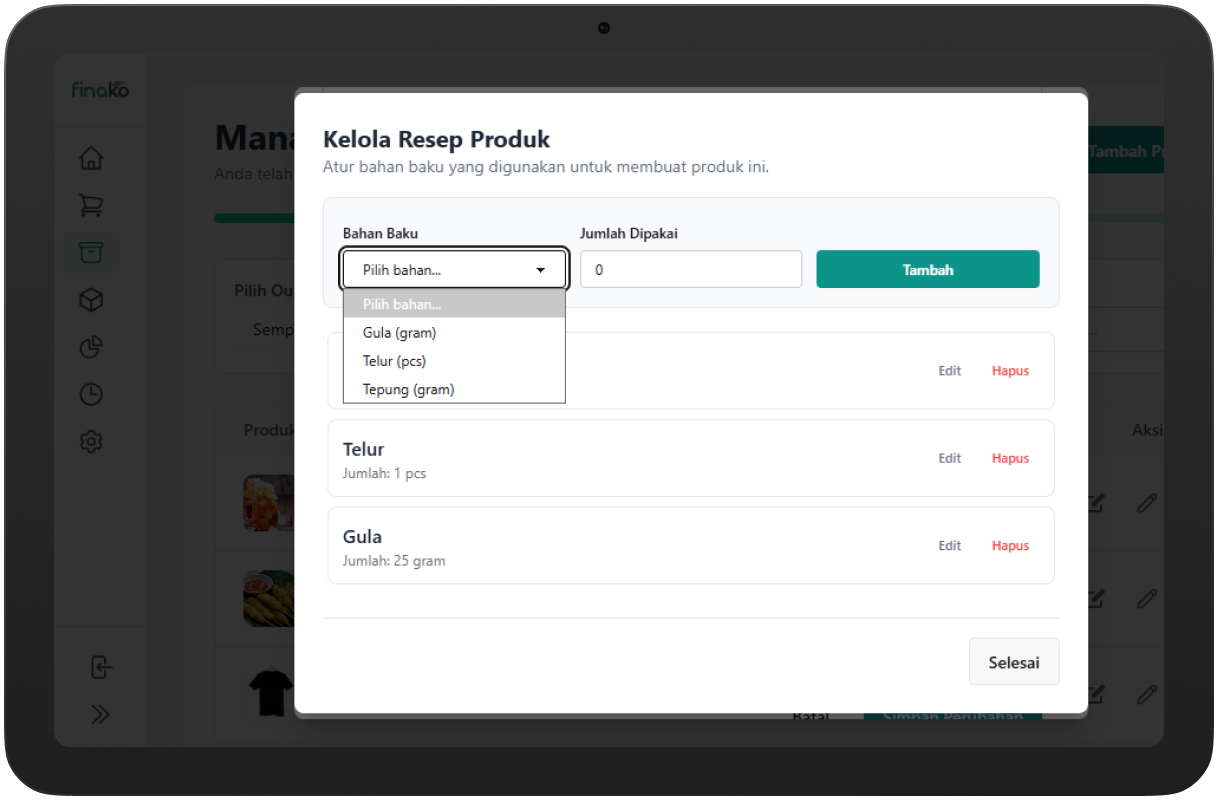 finako
Mana
Anda telah
Tambah Pr
Pilih Ou
Semp
Produk
Aksi
Kelola Resep Produk
Atur bahan baku yang digunakan untuk membuat produk ini.
Bahan Baku
Jumlah Dipakai
Pilih bahan...
0
Tambah
Pilih bahan...
Gula (gram)
Telur (pcs)
Tepung (gram)
Edit Hapus
Telur
Jumlah: 1 pcs
Edit Hapus
Gula
Jumlah: 25 gram
Edit Hapus
Selesai
Batal
Simpan Perubahan